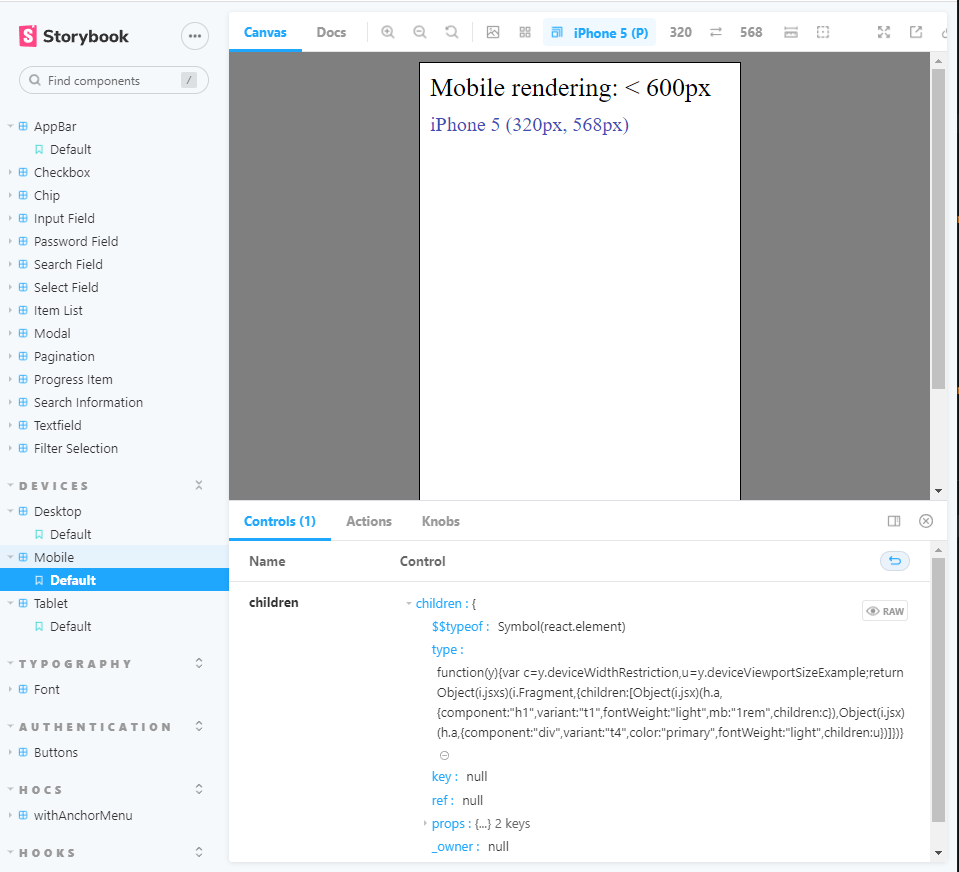 Storybook
Find components
/
AppBar
Default
Checkbox
Chip
Input Field
Password Field
Search Field
Select Field
Item List
Modal
Pagination
Progress Item
Search Information
Textfield
Filter Selection
DEVICES
Desktop
Default
Mobile
Default
Tablet
Default
TYPOGRAPHY
Font
AUTHENTICATION
Buttons
HOCS
withAnchorMenu
HOOKS
Canvas Docs iPhone 5 (P) 320 568
Mobile rendering: < 600px
iPhone 5 (320px, 568px)
Controls (1) Actions Knobs
Name Control
children
children : {
RAW
$$typeof : Symbol(react.element)
type :
function(y){var c=y.deviceWidthRestriction,u=y.deviceViewportSizeExample;return
Object(i.jsxs)(i.Fragment,{children:[Object(i.jsx)(h.a,
{component:"h1",variant:"t1",fontWeight:"light",mb:"1rem",children:c}),Object(i.jsx)
(h.a,{component:"div",variant:"t4",color:"primary",fontWeight:"light",children:u})]})}
key : null
ref : null
props : {...} 2 keys
_owner : null